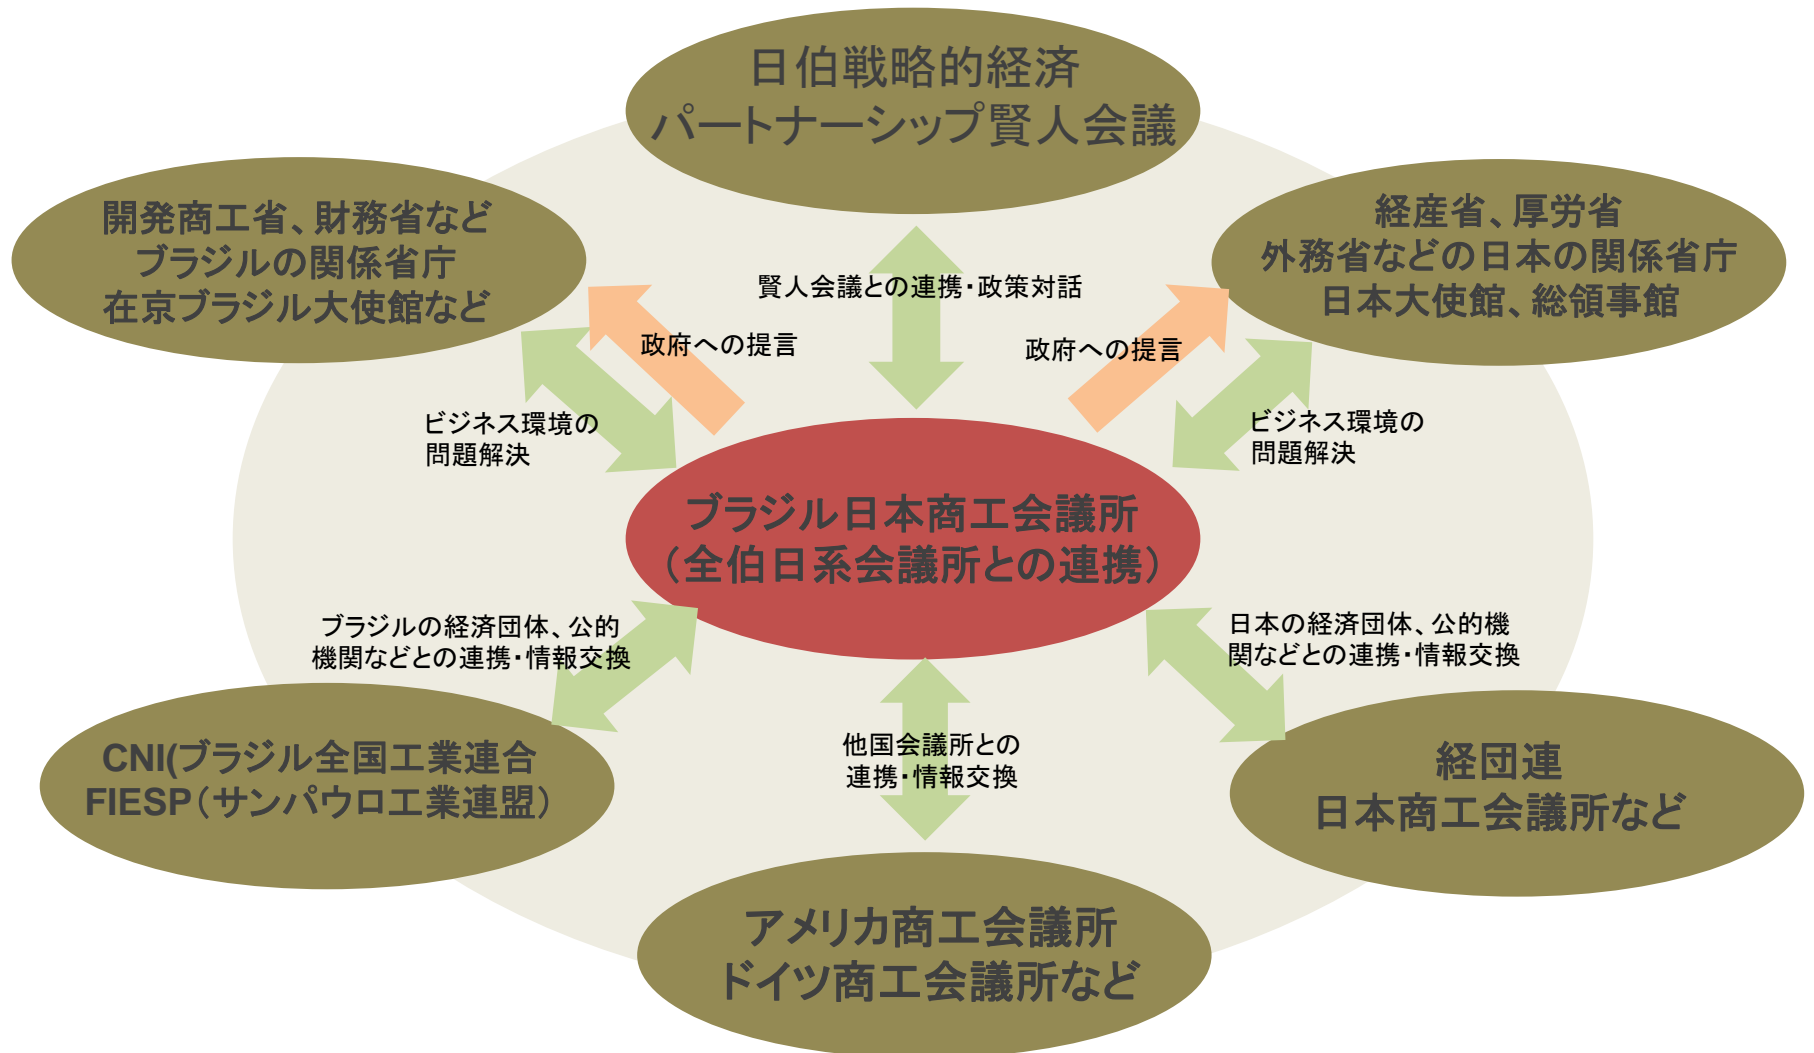 日伯戦略的経済
パートナーシップ賢人会議
開発商工省、財務省など
ブラジルの関係省庁
在京ブラジル大使館など
経産省、厚労省
外務省などの日本の関係省庁
日本大使館、総領事館
賢人会議との連携・政策対話
政府への提言
政府への提言
ビジネス環境の
問題解決
ビジネス環境の
問題解決
ブラジル日本商工会議所
（全伯日系会議所との連携）
ブラジルの経済団体、公的
機関などとの連携・情報交換
日本の経済団体、公的機
関などとの連携・情報交換
CNI(ブラジル全国工業連合
FIESP（サンパウロ工業連盟）
他国会議所との
連携・情報交換
経団連
日本商工会議所など
アメリカ商工会議所
ドイツ商工会議所など